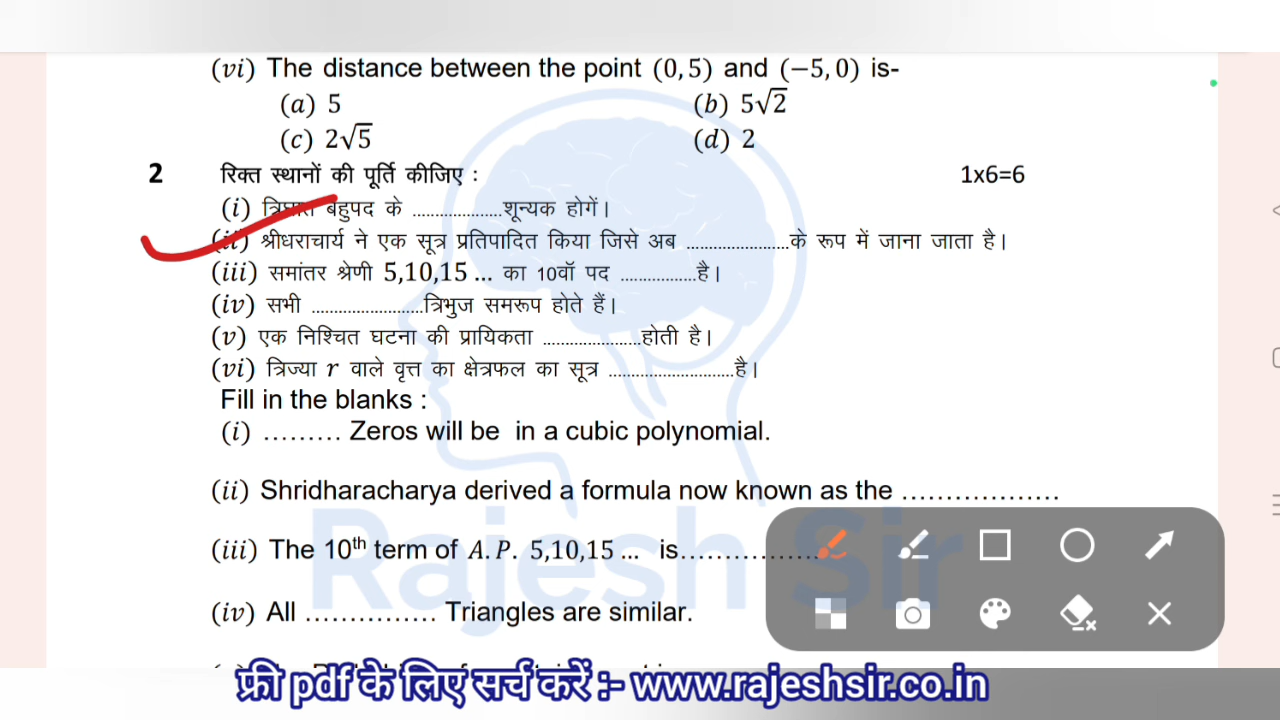 (vi) The distance between the point (0, 5) and (−5, 0) is-
(a) 5 (b) 5√2
(c) 2√5 (d) 2
2 रिक्त स्थानों की पूर्ति कीजिए : 1x6=6
(i) त्रिघात बहुपद के ................... शून्यक होगें।
(ii) श्रीधराचार्य ने एक सूत्र प्रतिपादित किया जिसे अब ......................के रूप में जाना जाता है।
(iii) समांतर श्रेणी 5,10,15 ... का 10वॉ पद ................है।
(iv) सभी ........................त्रिभुज समरूप होते हैं।
(v) एक निश्चित घटना की प्रायिकता .....................होती है।
(vi) त्रिज्या r वाले वृत्त का क्षेत्रफल का सूत्र ...........................है।
Fill in the blanks :
(i) ......... Zeros will be in a cubic polynomial.
(ii) Shridharacharya derived a formula now known as the ..................
(iii) The 10th term of A.P. 5,10,15 ... is................
(iv) All ............... Triangles are similar.
Rajesh Sir
फ्री pdf के लिए सर्च करें :- www.rajeshsir.co.in